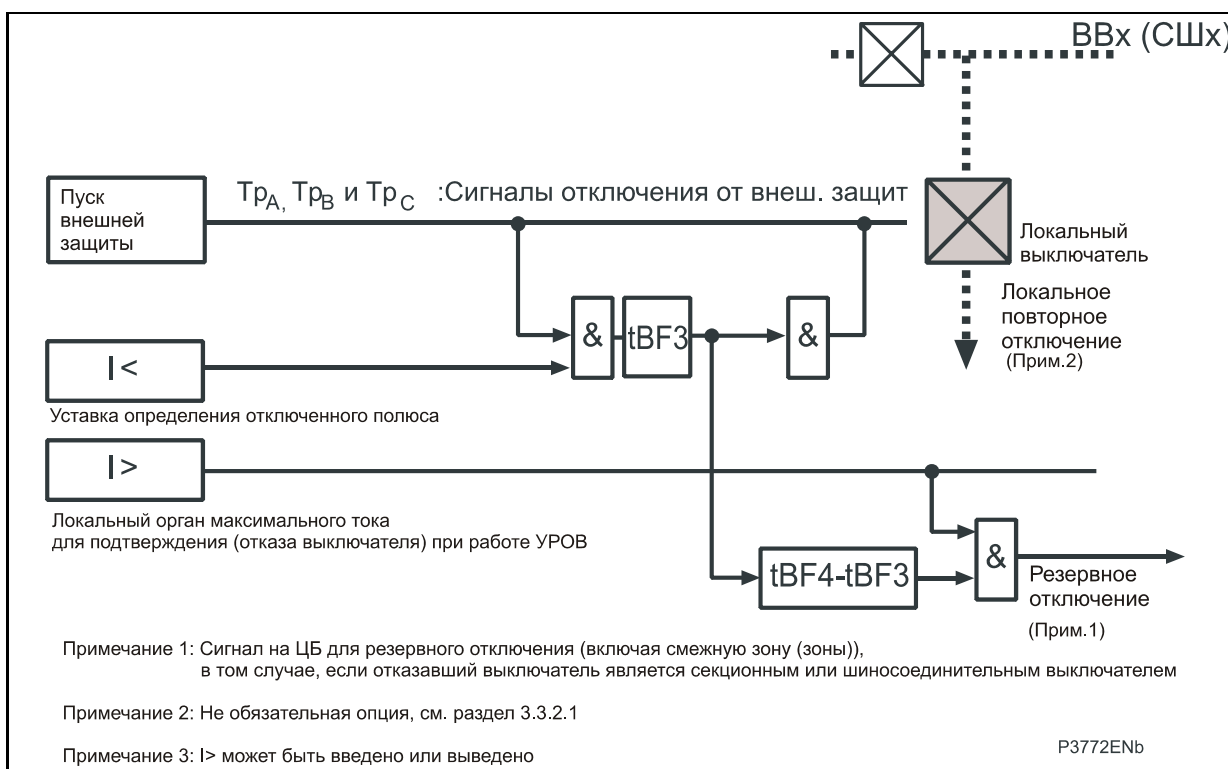 ВВх (СШх)
Пуск
внешней
защиты
TpA, TpB и TpC :Сигналы отключения от внеш. защит
Локальный
выключатель
Локальное
повторное
отключение
(Прим.2)
&
tBF3
&
I<
Уставка определения отключенного полюса
I>
Локальный орган максимального тока
для подтверждения (отказа выключателя) при работе УРОВ
tBF4-tBF3
&
Резервное
отключение
(Прим.1)
Примечание 1: Сигнал на ЦБ для резервного отключения (включая смежную зону (зоны)),
в том случае, если отказавший выключатель является секционным или шиносоединительным выключателем
Примечание 2: Не обязательная опция, см. раздел 3.3.2.1
Примечание 3: I> может быть введено или выведено
P3772ENb